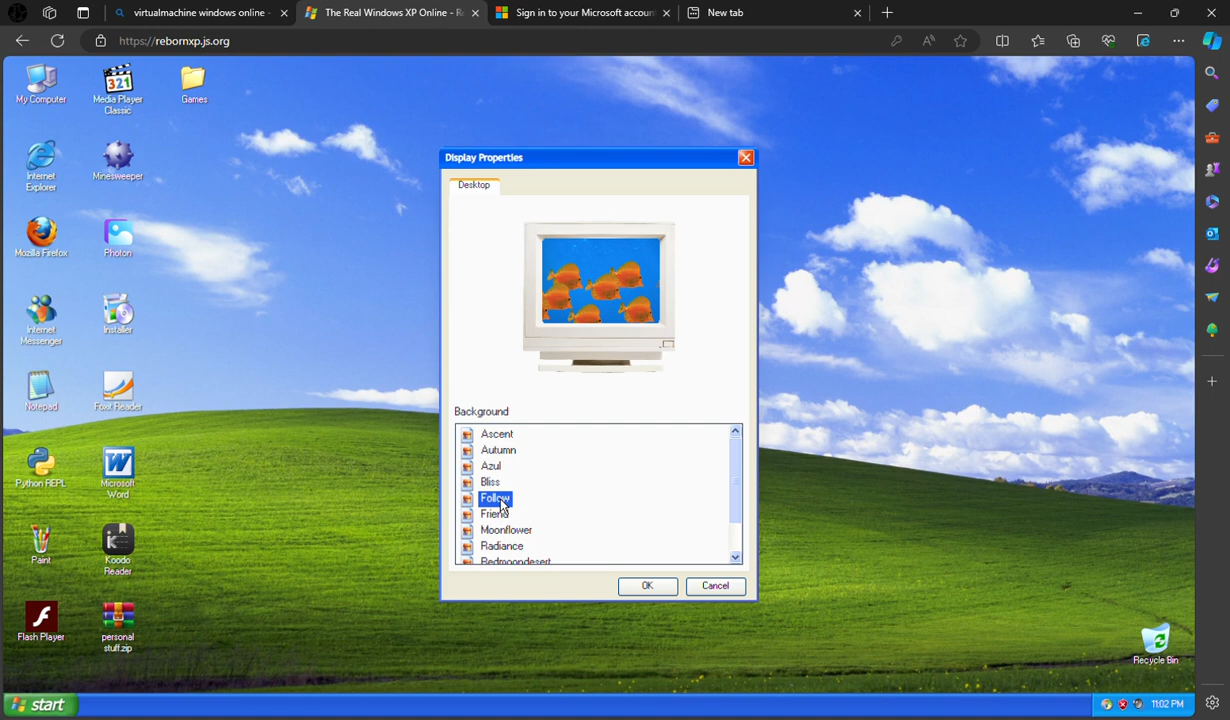 virtualmachine windows online -
The Real Windows XP Online - Re
Sign in to your Microsoft account
New tab
https://rebornxp.js.org
My Computer
Media Player Classic
Games
Internet Explorer
Minesweeper
Mozilla Firefox
Photon
Internet Messenger
Installer
Notepad
Foxit Reader
Python REPL
Microsoft Word
Paint
Koodo Reader
Flash Player
personal stuff.zip
Display Properties
Desktop
Background
Ascent
Autumn
Azul
Bliss
Follow
Friend
Moonflower
Radiance
Redmoondesert
OK
Cancel
Recycle Bin
start
11:02 PM